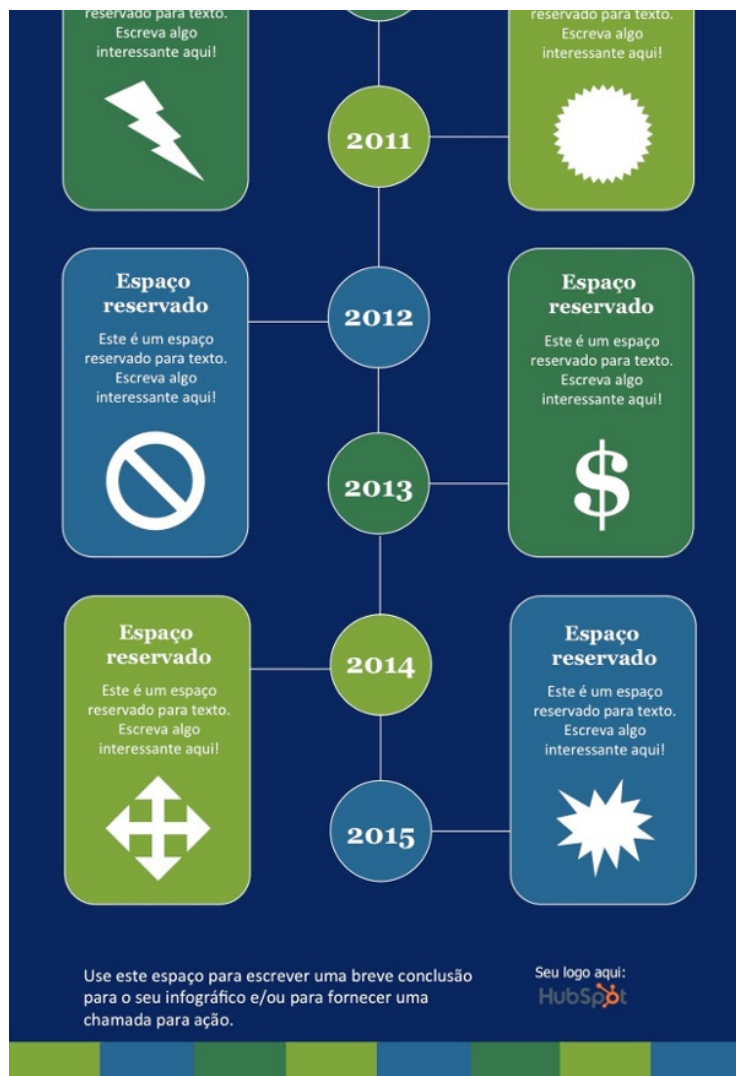 reservado para texto.
Escreva algo
interessante aqui!
reservado para texto.
Escreva algo
interessante aqui!
2011
Espaço
reservado
Este é um espaço
reservado para texto.
Escreva algo
interessante aqui!
2012
Espaço
reservado
Este é um espaço
reservado para texto.
Escreva algo
interessante aqui!
2013
$
Espaço
reservado
Este é um espaço
reservado para texto.
Escreva algo
interessante aqui!
2014
Espaço
reservado
Este é um espaço
reservado para texto.
Escreva algo
interessante aqui!
2015
Use este espaço para escrever uma breve conclusão
para o seu infográfico e/ou para fornecer uma
chamada para ação.
Seu logo aqui:
HubSpot